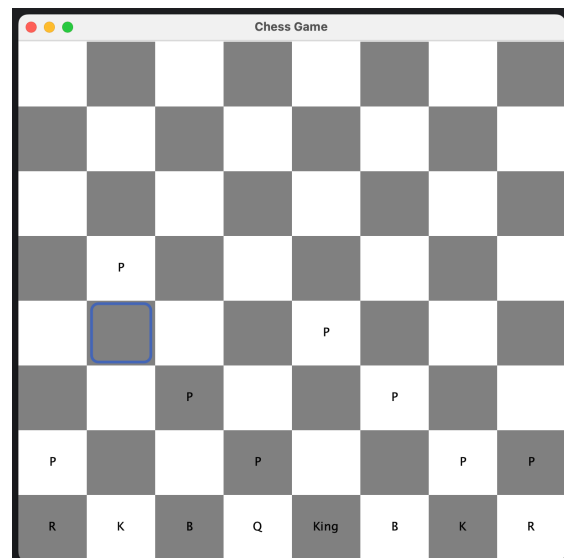 Chess Game
P
P
P P
P P P P
R K B Q King B K R